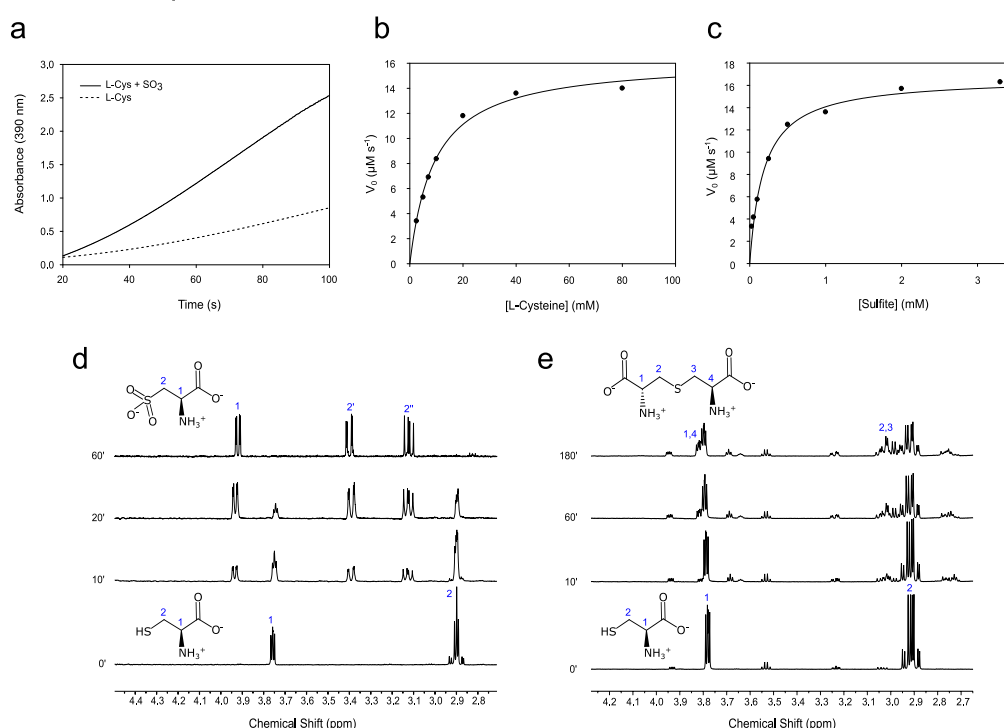 a
b
c
L-Cys + SO3
L-Cys
Absorbance (390 nm)
3,0
2,5
2,0
1,5
1,0
0,5
0,0
20
40
60
80
100
Time (s)
V0 (µM s-1)
16
14
12
10
8
6
4
2
0
0
20
40
60
80
100
[L-Cysteine] (mM)
V0 (µM s-1)
18
16
14
12
10
8
6
4
2
0
0
1
2
3
[Sulfite] (mM)
d
O
O
S
O-
O
2
1
O
O-
NH3+
1
2'
2''
60'
20'
10'
0'
HS
2
1
O
O-
NH3+
1
2
4,4 4,3 4,2 4,1 4,0 3,9 3,8 3,7 3,6 3,5 3,4 3,3 3,2 3,1 3,0 2,9 2,8
Chemical Shift (ppm)
e
O
-O
1
2
S
3
4
O
O-
NH3+
NH3+
1,4
2,3
180'
60'
10'
0'
HS
2
1
O
O-
NH3+
1
2
4,2 4,1 4,0 3,9 3,8 3,7 3,6 3,5 3,4 3,3 3,2 3,1 3,0 2,9 2,8 2,7
Chemical Shift (ppm)